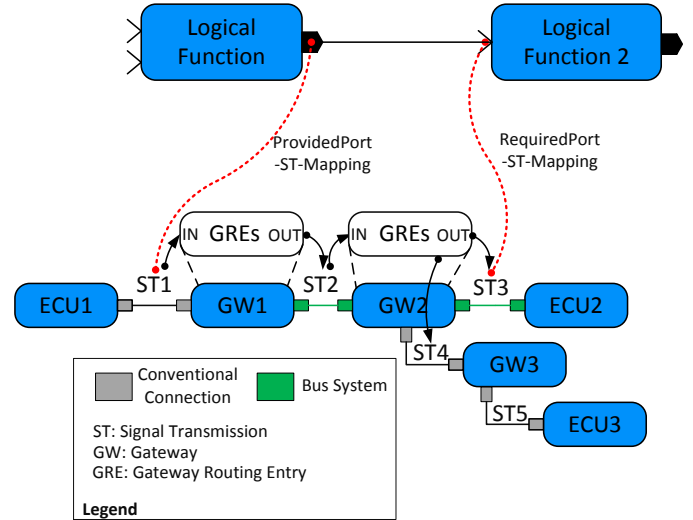 Logical
Function
Logical
Function 2
ProvidedPort
-ST-Mapping
RequiredPort
-ST-Mapping
IN GREs OUT
IN GREs OUT
ST1
ST2
ST3
ECU1
GW1
GW2
ECU2
ST4
GW3
ST5
ECU3
Conventional
Connection
Bus System
ST: Signal Transmission
GW: Gateway
GRE: Gateway Routing Entry
Legend